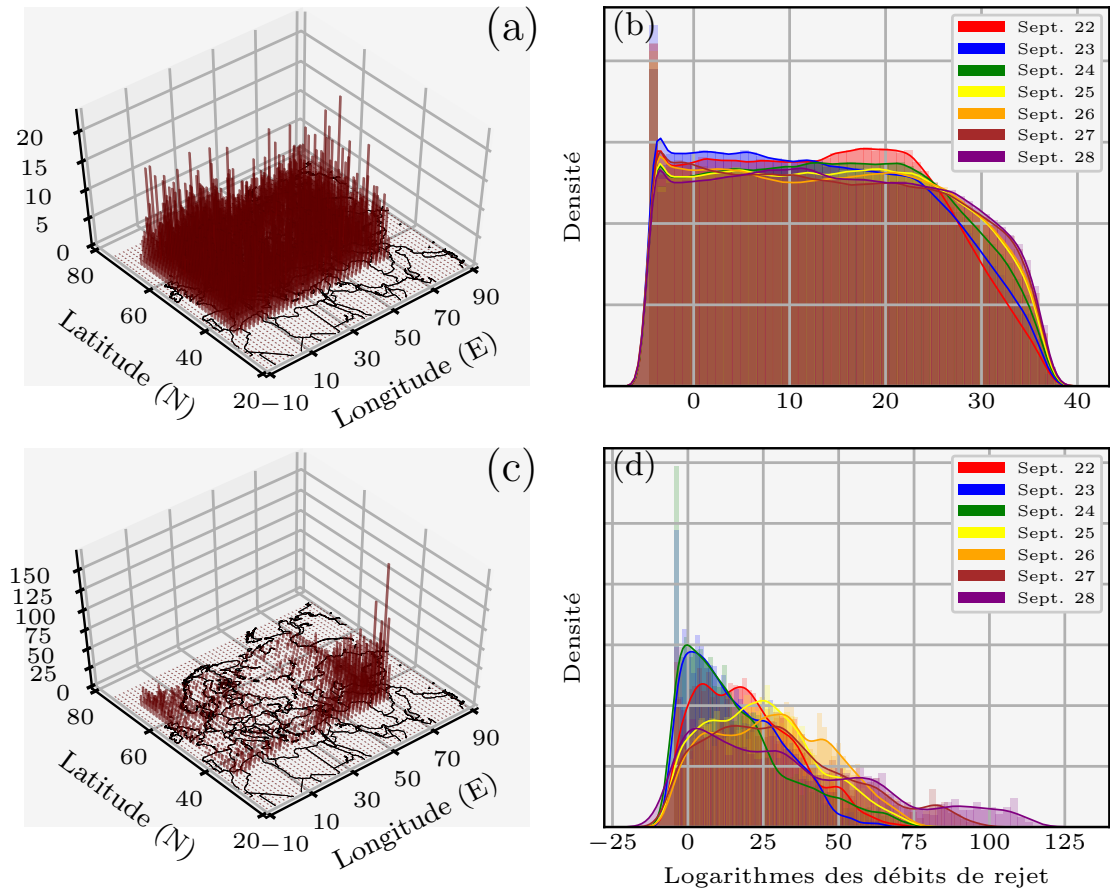 (a)
20
15
10
5
0
80
60
40
20
−10
10
30
50
70
90
Latitude (N)
Longitude (E)
(b)
Densité
Sept. 22
Sept. 23
Sept. 24
Sept. 25
Sept. 26
Sept. 27
Sept. 28
0
10
20
30
40
(c)
150
125
100
75
50
25
0
80
60
40
20
−10
10
30
50
70
90
Latitude (N)
Longitude (E)
(d)
Densité
Sept. 22
Sept. 23
Sept. 24
Sept. 25
Sept. 26
Sept. 27
Sept. 28
−25
0
25
50
75
100
125
Logarithmes des débits de rejet